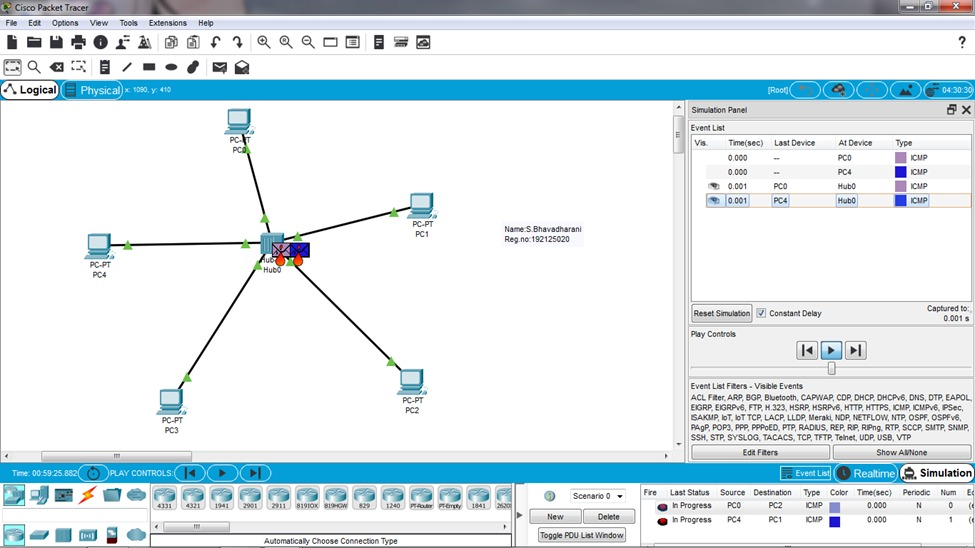 Cisco Packet Tracer
File Edit Options View Tools Extensions Help
Logical Physical x: 1090, y: 410 [Root] 04:30:30
PC-PT
PC0
PC-PT
PC1
PC-PT
PC4
Hub0
PC-PT
PC2
PC-PT
PC3
Name:S.Bhavadharani
Reg.no:192125020
Simulation Panel
Event List
Vis. Time(sec) Last Device At Device Type
0.000 -- PC0 ICMP
0.000 -- PC4 ICMP
0.001 PC0 Hub0 ICMP
0.001 PC4 Hub0 ICMP
Reset Simulation Constant Delay Captured to:
0.001 s
Play Controls
Event List Filters - Visible Events
ACL Filter, ARP, BGP, Bluetooth, CAPWAP, CDP, DHCP, DHCPv6, DNS, DTP, EAPOL,
EIGRP, EIGRPv6, FTP, H.323, HSRP, HSRPv6, HTTP, HTTPS, ICMP, ICMPv6, IPSec,
ISAKMP, IoT, IoT TCP, LACP, LLDP, Meraki, NDP, NETFLOW, NTP, OSPF, OSPFv6,
PAgP, POP3, PPP, PPPoED, PTP, RADIUS, REP, RIP, RIPng, RTP, SCCP, SMTP, SNMP,
SSH, STP, SYSLOG, TACACS, TCP, TFTP, Telnet, UDP, USB, VTP
Edit Filters Show All/None
Time: 00:59:25.882 PLAY CONTROLS: Event List Realtime Simulation
4331 4321 1941 2901 2911 819IOX 819HGW 829 1240 PT-Router PT-Empty 1841 2620X
Automatically Choose Connection Type
Scenario 0
New Delete
Toggle PDU List Window
Fire Last Status Source Destination Type Color Time(sec) Periodic Num
In Progress PC0 PC2 ICMP 0.000 N 0
In Progress PC4 PC1 ICMP 0.000 N 1